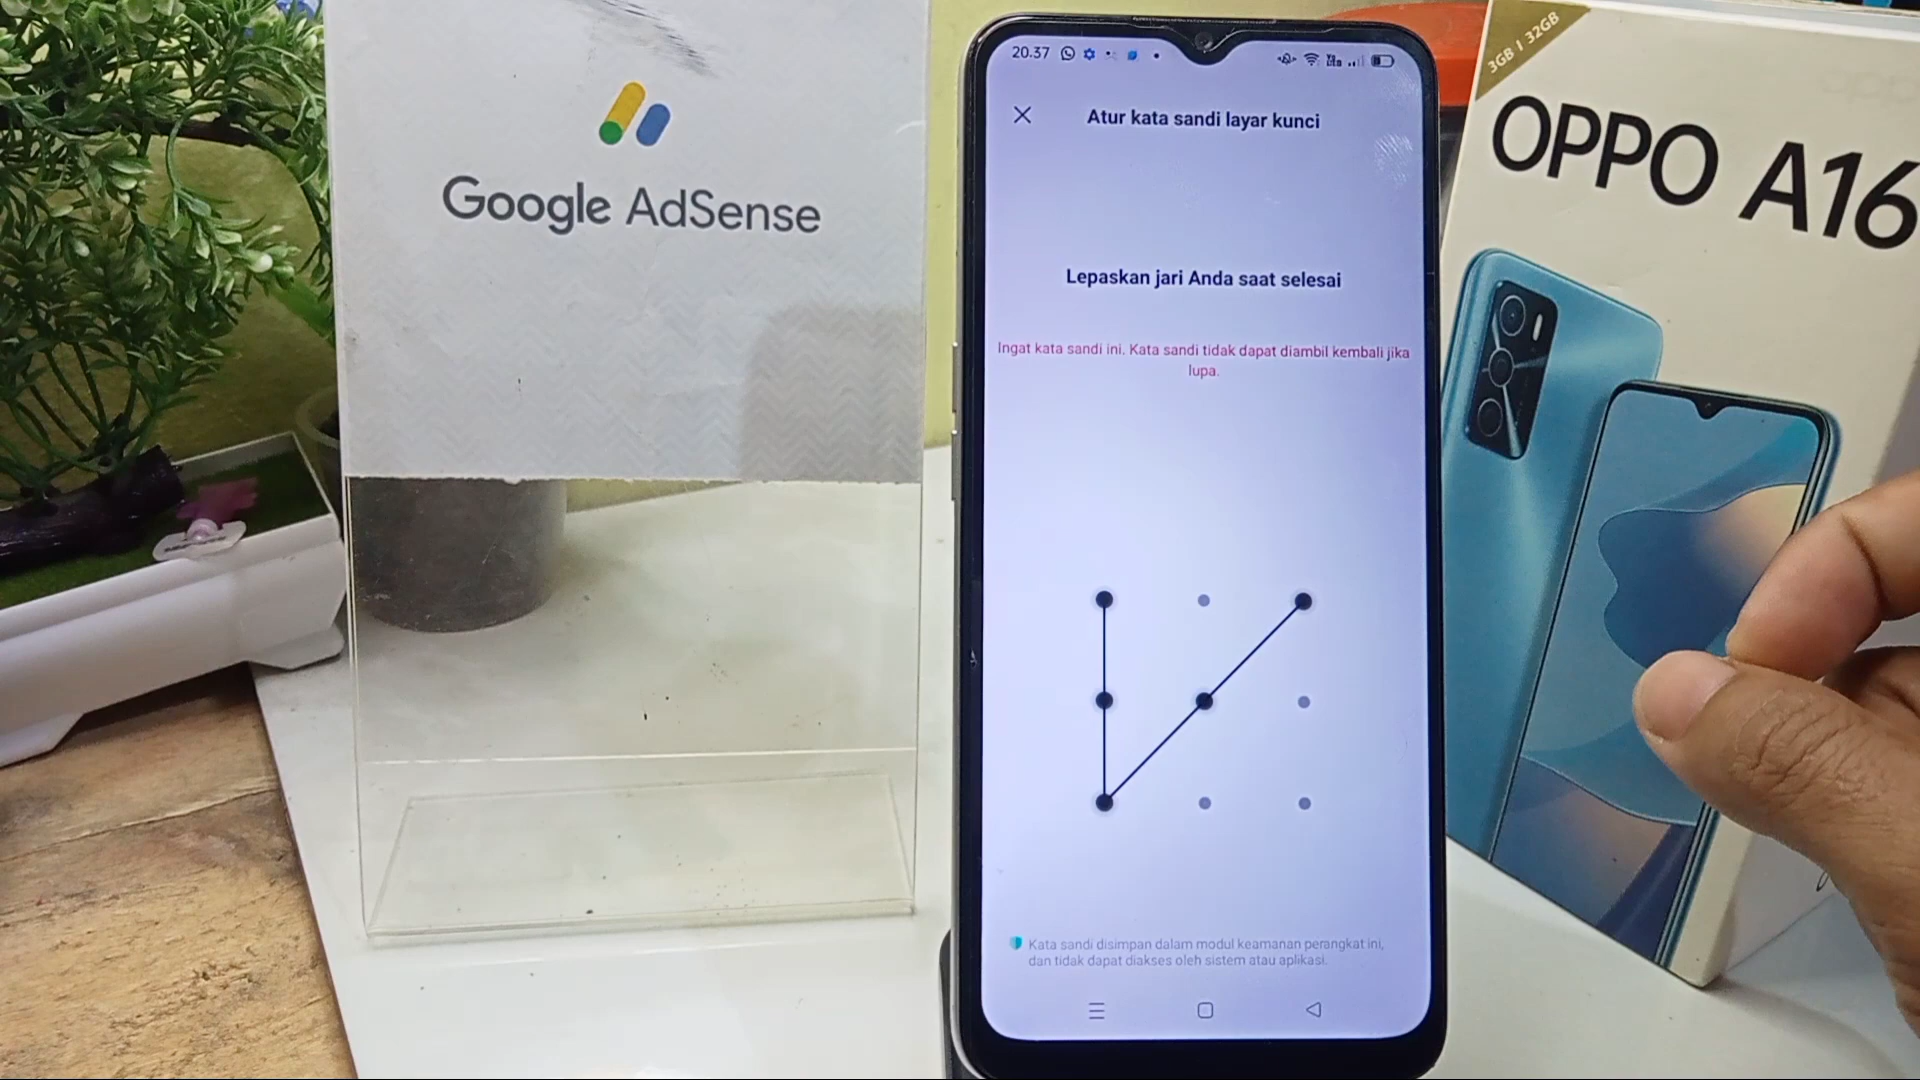 Google AdSense
20.37
Atur kata sandi layar kunci
Lepaskan jari Anda saat selesai
Ingat kata sandi ini. Kata sandi tidak dapat diambil kembali jika
lupa.
Kata sandi disimpan dalam modul keamanan perangkat ini,
dan tidak dapat diakses oleh sistem atau aplikasi.
3GB I 32GB
OPPO A16